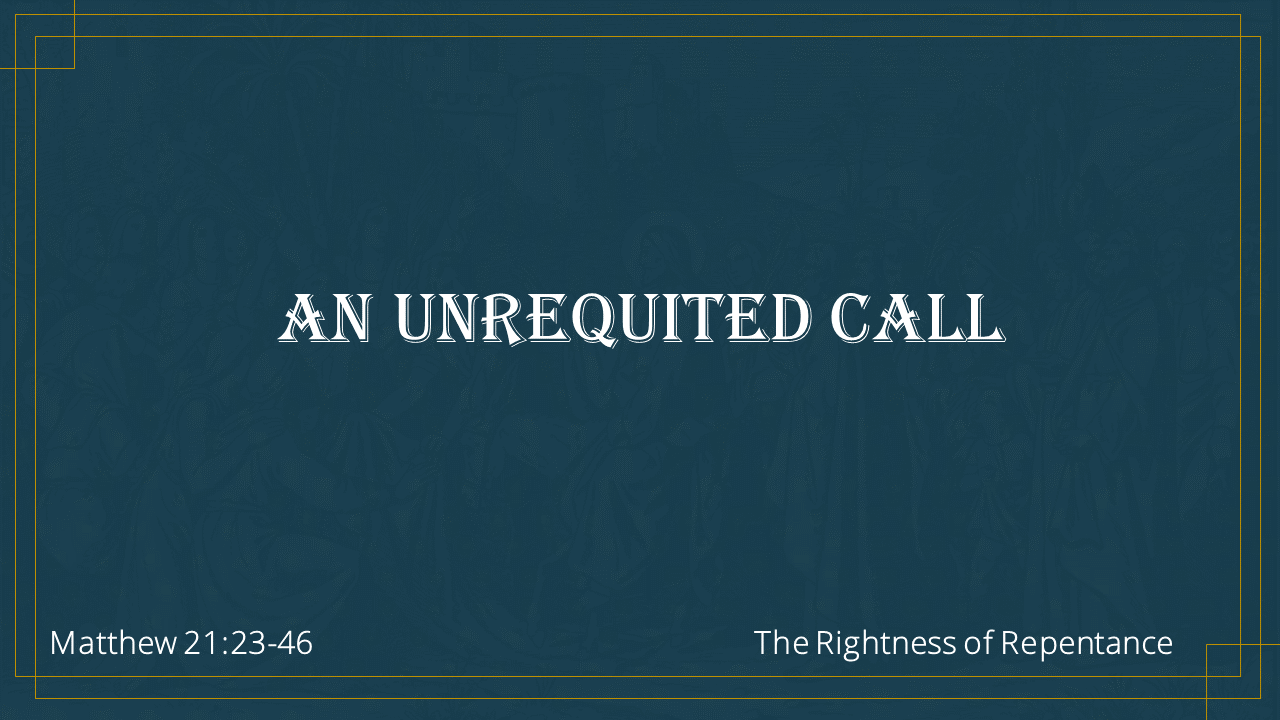 AN UNREQUITED CALL
Matthew 21:23-46
The Rightness of Repentance